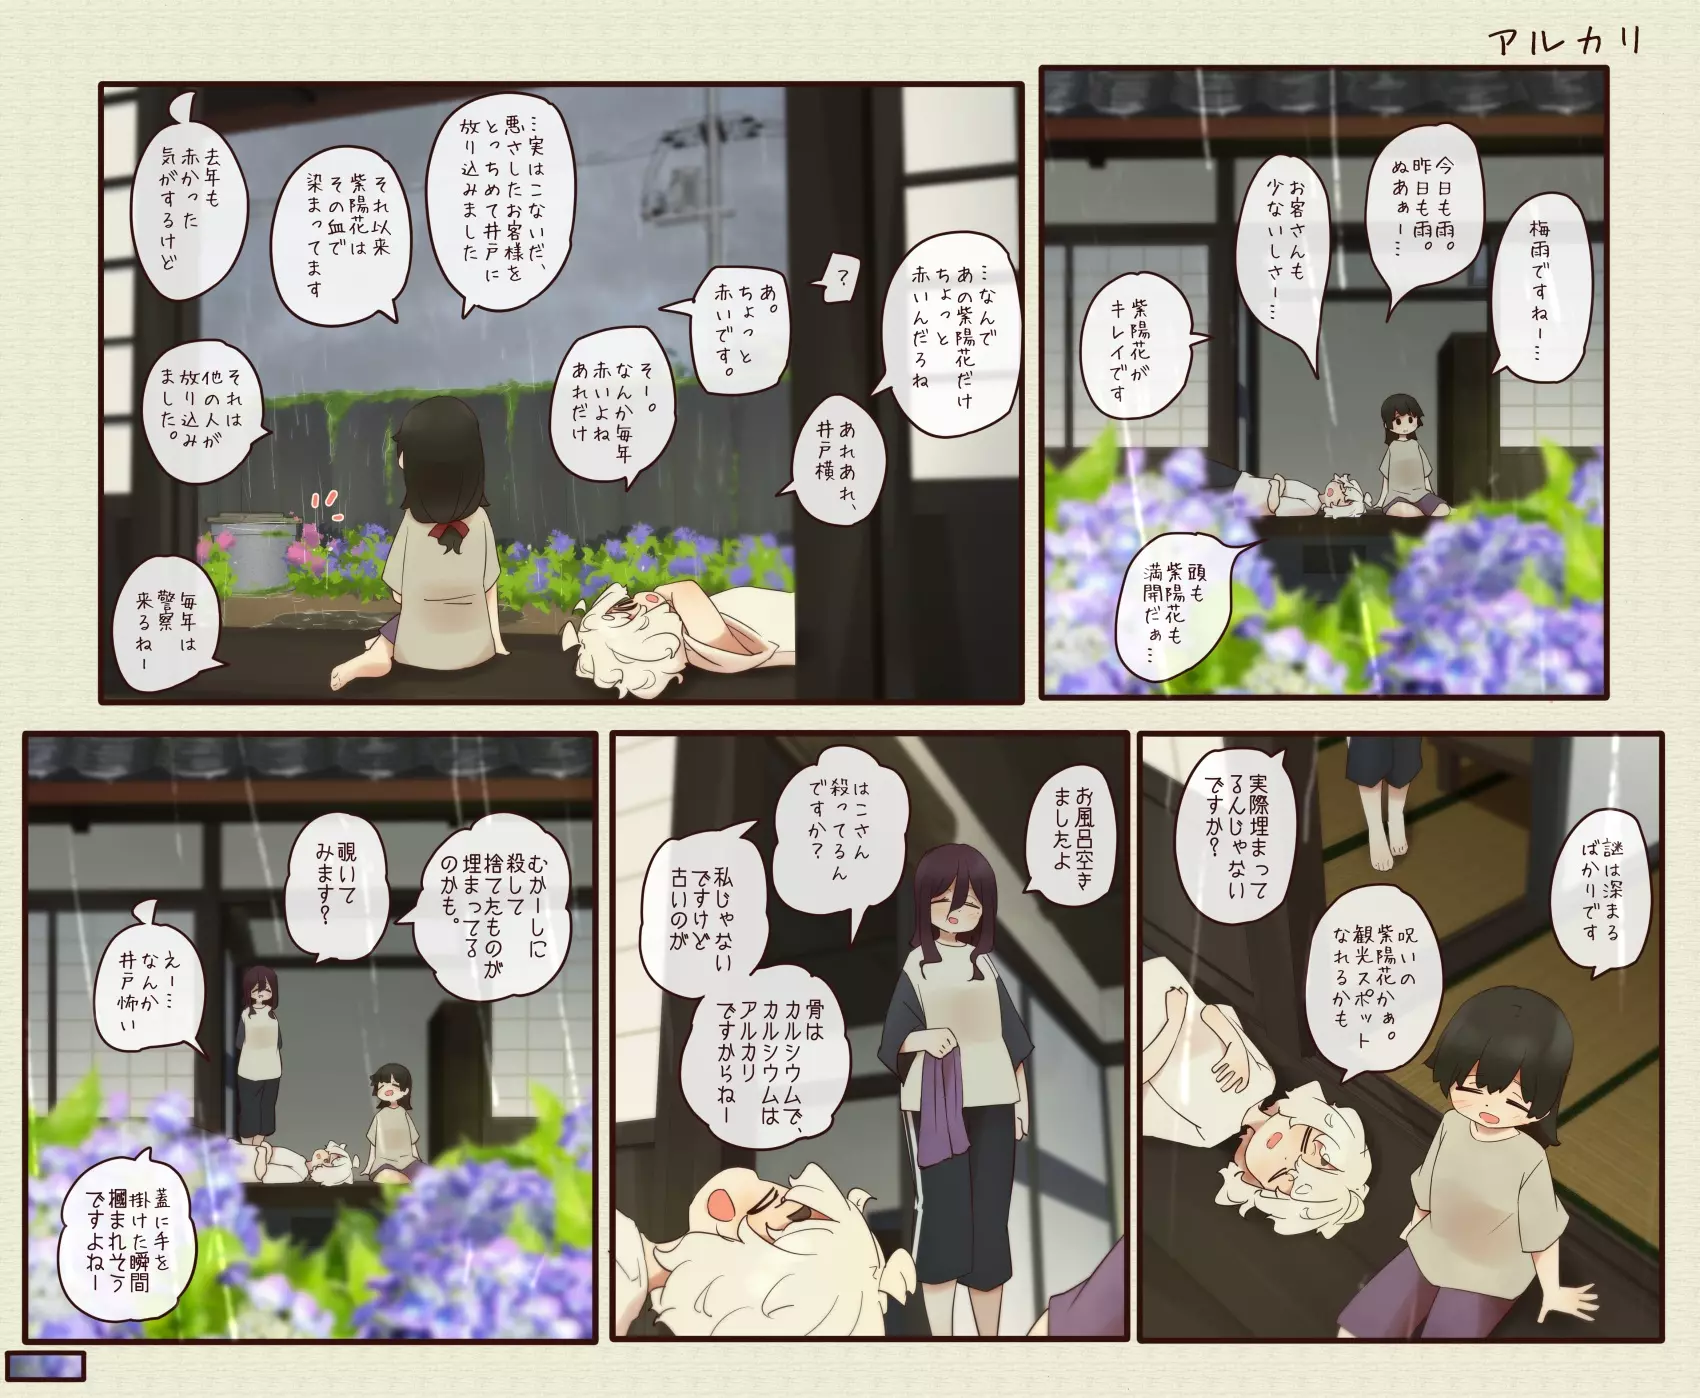 アルカリ
梅雨ですねー…
今日も雨。
昨日も雨。
ぬあぁー…
お客さんも
少ないしさー…
紫陽花が
キレイです
頭も
紫陽花も
満開だぁ…
…なんで
あの紫陽花だけ
ちょっと
赤いんだろね
？
あれあれ、
井戸横
あ。
ちょっと
赤いです。
そー。
なんか毎年
赤いよね
あれだけ
…実はこないだ、
悪さしたお客様を
とっちめて井戸に
放り込みました
それ以来
紫陽花は
その血で
染まってます
去年も
赤かった
気がするけど
それは
他の人が
放り込み
ました。
毎年は
警察
来るねー
謎は深まる
ばかりです
呪いの
紫陽花かぁ。
観光スポット
なれるかも
実際埋まって
るんじゃない
ですか？
お風呂空き
ましたよ
はこさん
殺ってるん
ですか？
私じゃない
ですけど
古いのが
骨は
カルシウムで、
カルシウムは
アルカリ
ですからねー
むかーしに
殺して
捨てたものが
埋まってる
のかも。
覗いて
みます？
えー…
なんか
井戸怖い
蓋に手を
掛けた瞬間
摑まれそう
ですよねー